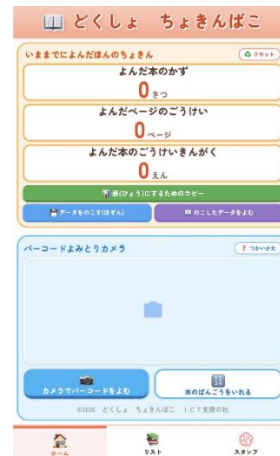 どくしょ ちょきんばこ
いままでによんだほんのちょきん
リセット
よんだ本のかず
0さつ
よんだページのごうけい
0ページ
よんだ本のごうけいきんがく
0えん
表(ひょう)にするためのコピー
データをのこす(ほぞん)
のこしたデータをよむ
バーコードよみとりカメラ
? つかいかた
カメラでバーコードをよむ
本のばんごうをいれる
©2026 どくしょ ちょきんばこ ICT支援の杜
ホーム
リスト
スタンプ